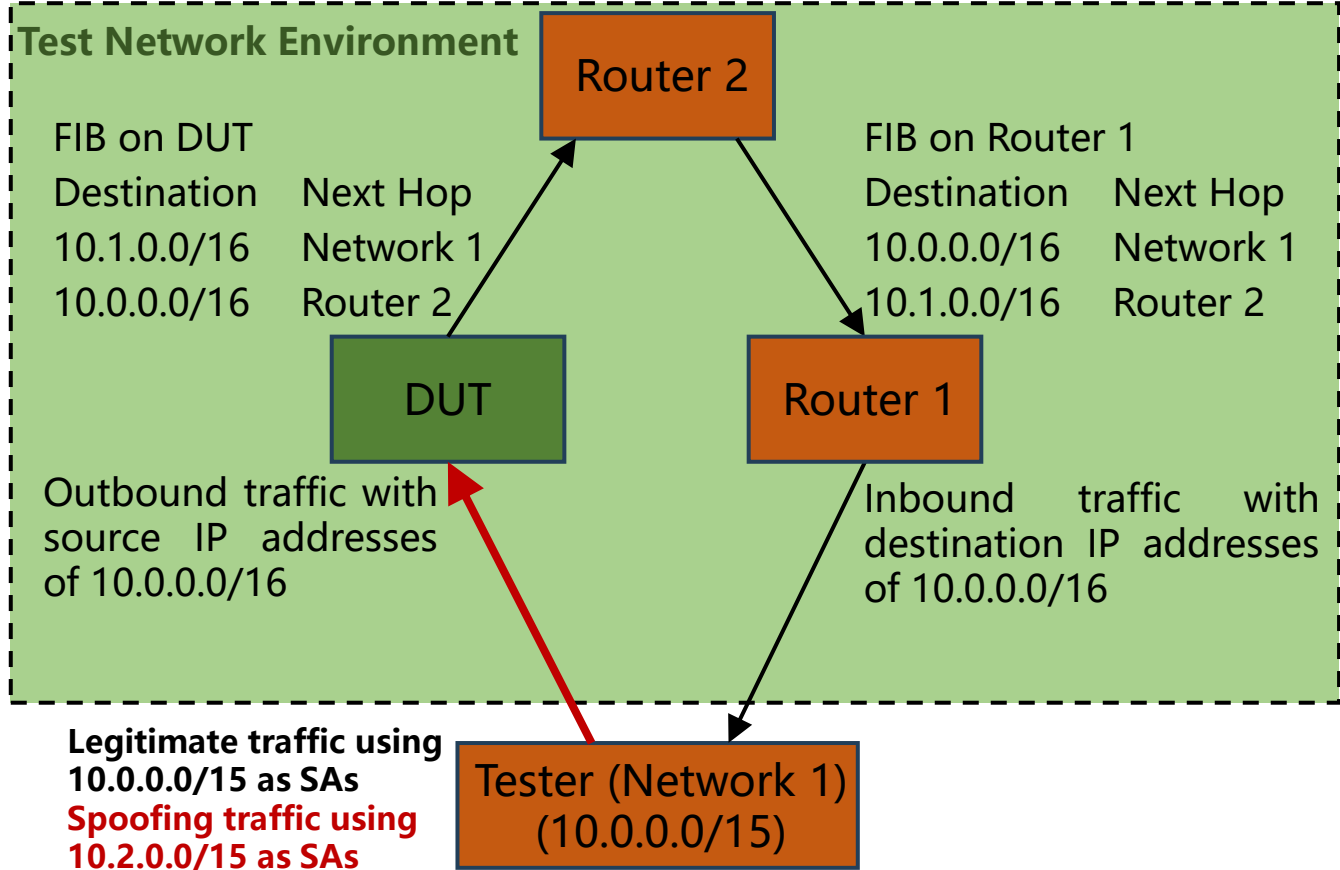 Test Network Environment
Router 2
FIB on DUT
Destination Next Hop
10.1.0.0/16 Network 1
10.0.0.0/16 Router 2
FIB on Router 1
Destination Next Hop
10.0.0.0/16 Network 1
10.1.0.0/16 Router 2
DUT
Router 1
Outbound traffic with
source IP addresses
of 10.0.0.0/16
Inbound traffic with
destination IP addresses
of 10.0.0.0/16
Legitimate traffic using
10.0.0.0/15 as SAs
Spoofing traffic using
10.2.0.0/15 as SAs
Tester (Network 1)
(10.0.0.0/15)